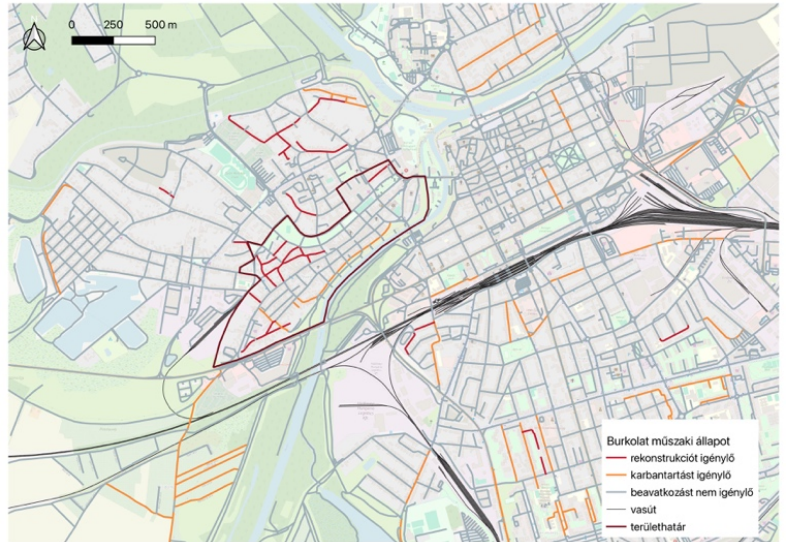 0 250 500 m
Burkolat műszaki állapot
rekonstrukciót igénylő
karbantartást igénylő
beavatkozást nem igénylő
vasút
területhatár